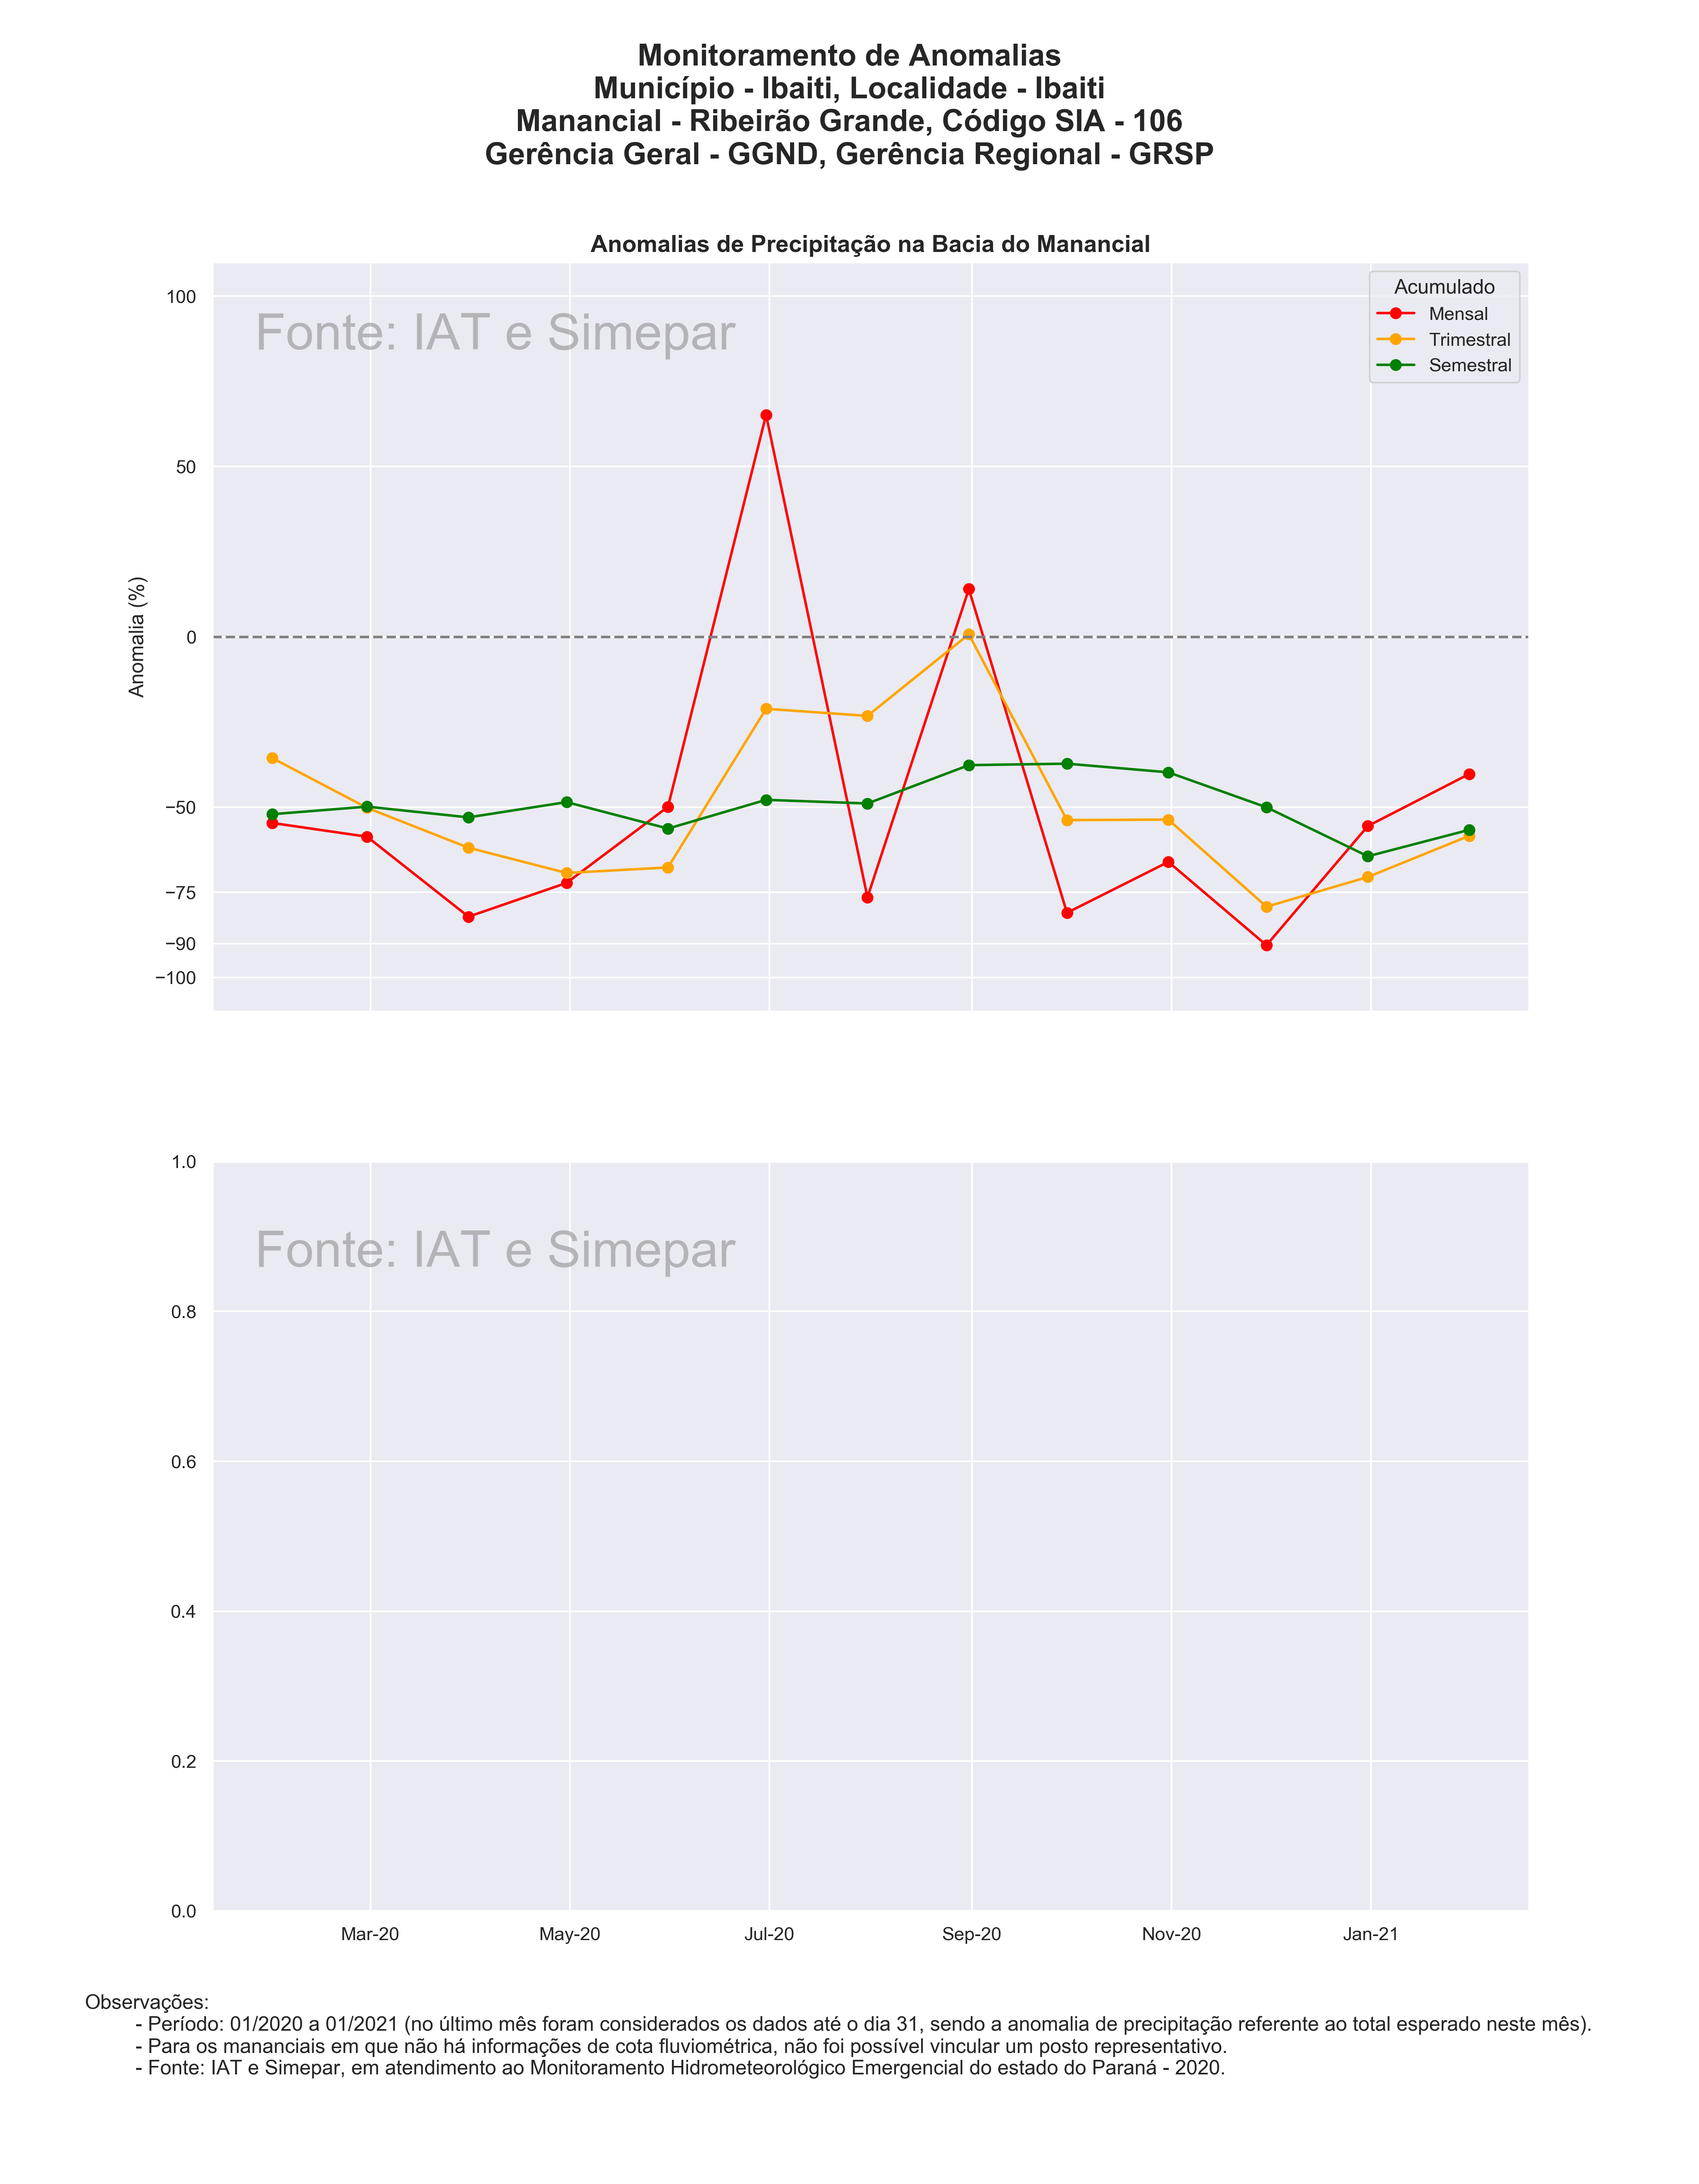 Monitoramento de Anomalias
Município - Ibaiti, Localidade - Ibaiti
Manancial - Ribeirão Grande, Código SIA - 106
Gerência Geral - GGND, Gerência Regional - GRSP
Anomalias de Precipitação na Bacia do Manancial
Fonte: IAT e Simepar
Acumulado
Mensal
Trimestral
Semestral
Anomalia (%)
100
50
0
−50
−75
−90
−100
Fonte: IAT e Simepar
1.0
0.8
0.6
0.4
0.2
0.0
Mar-20 May-20 Jul-20 Sep-20 Nov-20 Jan-21
Observações:
- Período: 01/2020 a 01/2021 (no último mês foram considerados os dados até o dia 31, sendo a anomalia de precipitação referente ao total esperado neste mês).
- Para os mananciais em que não há informações de cota fluviométrica, não foi possível vincular um posto representativo.
- Fonte: IAT e Simepar, em atendimento ao Monitoramento Hidrometeorológico Emergencial do estado do Paraná - 2020.